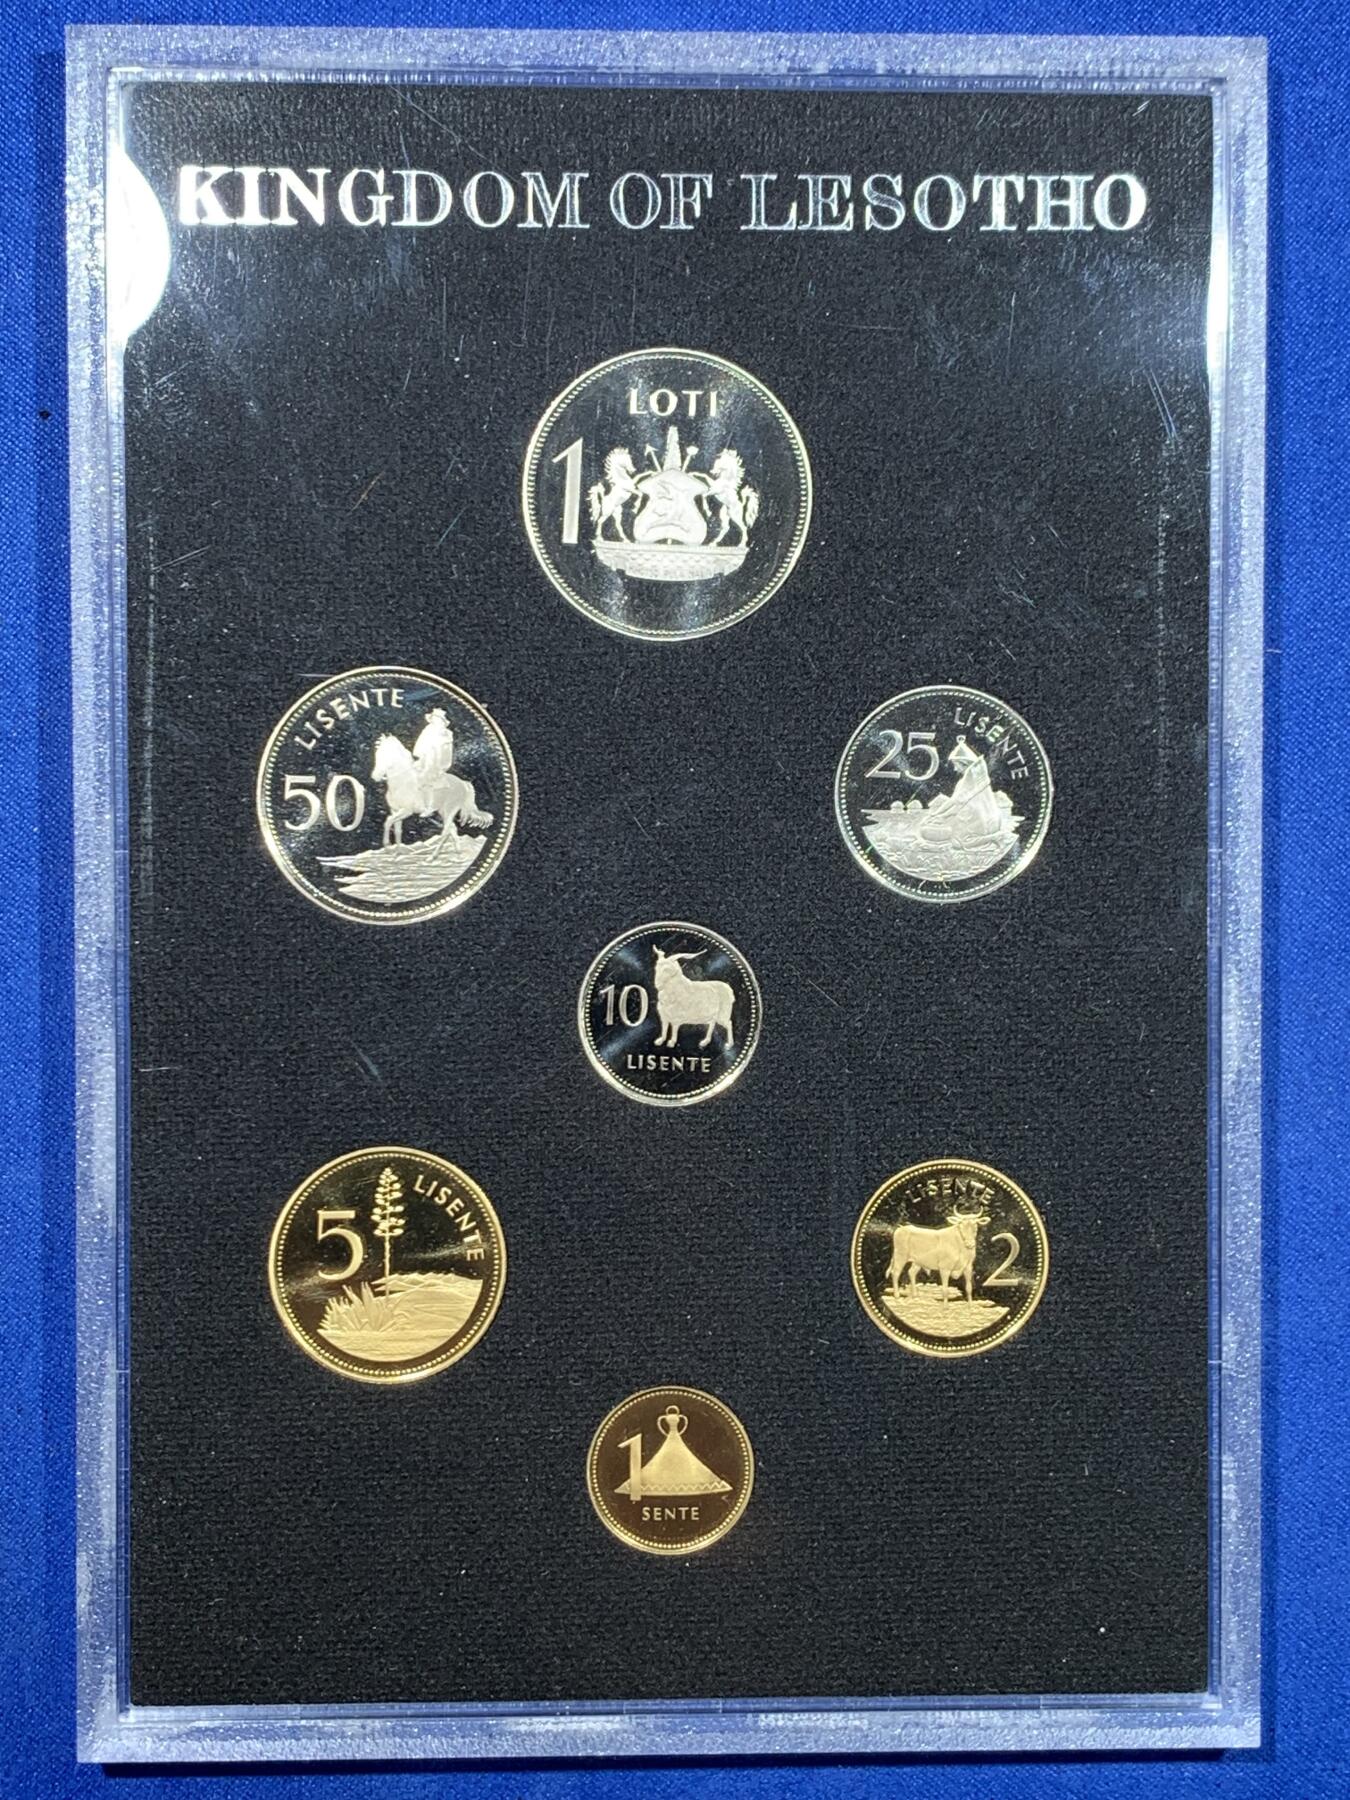 KINGDOM OF LESOTHO
LOTI
1
LISENTE
50
25
LISENTE
10
LISENTE
5
LISENTE
LISENTE
2
1
SENTE